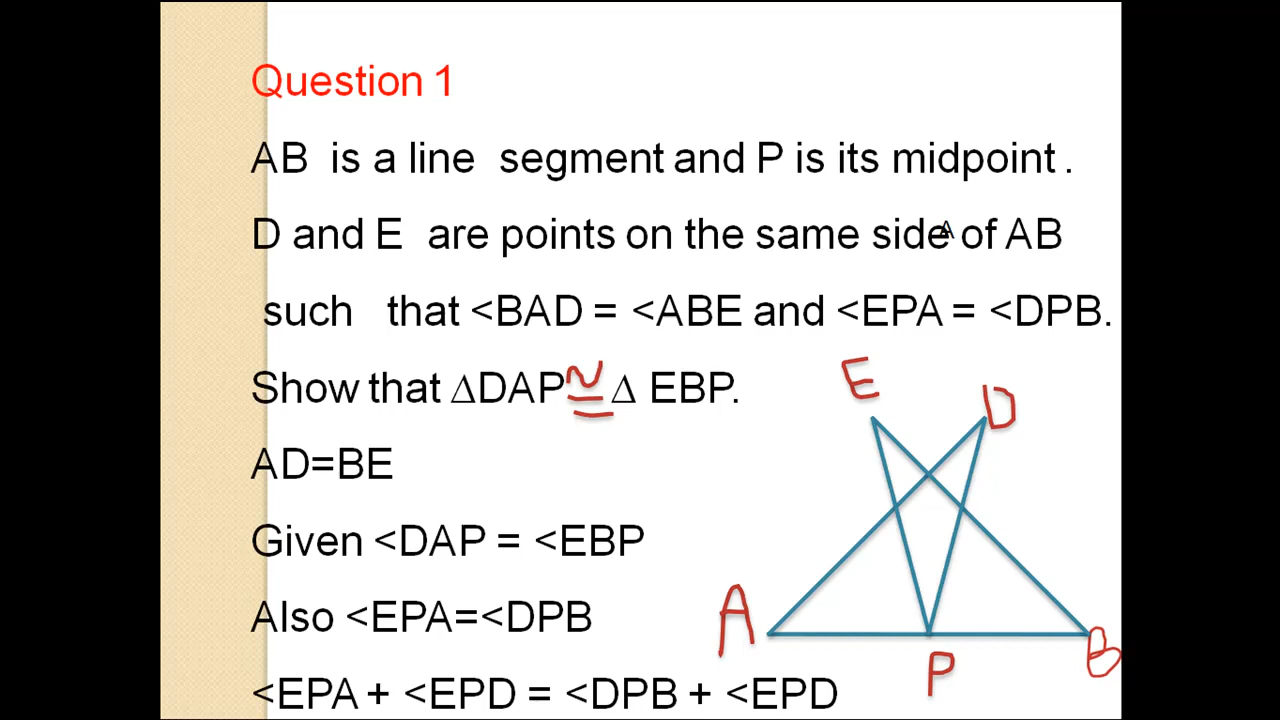 Question 1
AB is a line segment and P is its midpoint .
D and E are points on the same side of AB
such that <BAD = <ABE and <EPA = <DPB.
Show that ∆DAP ≅ ∆ EBP.
AD=BE
Given <DAP = <EBP
Also <EPA=<DPB
<EPA + <EPD = <DPB + <EPD
A
E
D
A
P
B